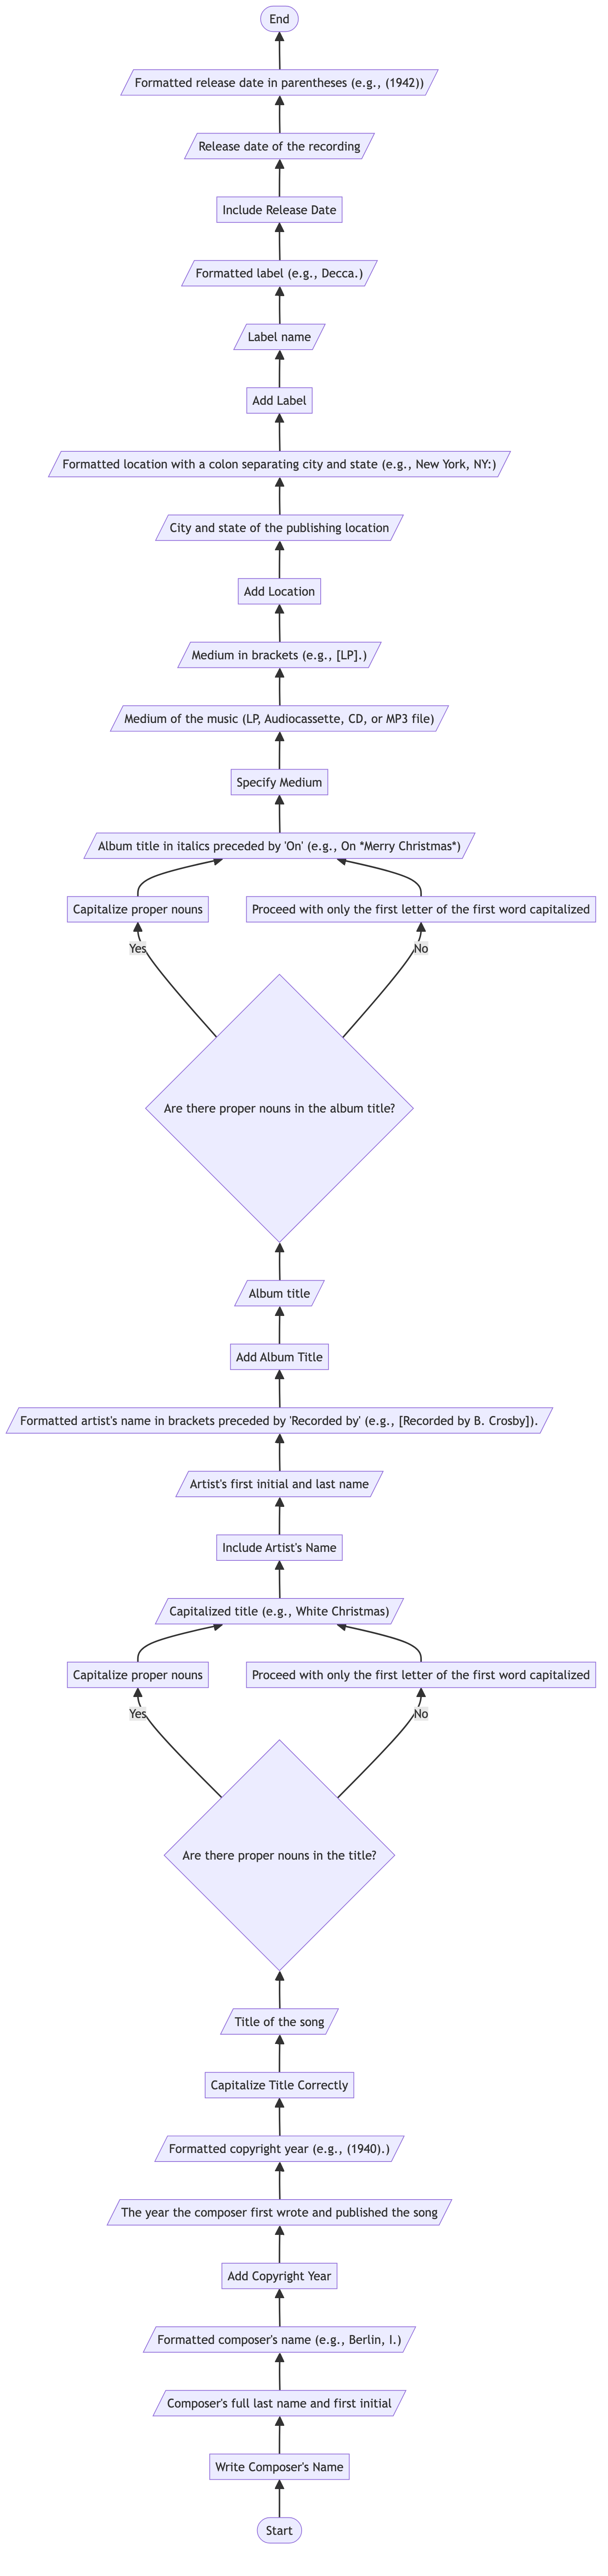 End
Formatted release date in parentheses (e.g., (1942))
Release date of the recording
Include Release Date
Formatted label (e.g., Decca.)
Label name
Add Label
Formatted location with a colon separating city and state (e.g., New York, NY:)
City and state of the publishing location
Add Location
Medium in brackets (e.g., [LP].)
Medium of the music (LP, Audiocassette, CD, or MP3 file)
Specify Medium
Album title in italics preceded by 'On' (e.g., On *Merry Christmas*)
Capitalize proper nouns
Proceed with only the first letter of the first word capitalized
Yes
No
Are there proper nouns in the album title?
Album title
Add Album Title
Formatted artist's name in brackets preceded by 'Recorded by' (e.g., [Recorded by B. Crosby]).
Artist's first initial and last name
Include Artist's Name
Capitalized title (e.g., White Christmas)
Capitalize proper nouns
Proceed with only the first letter of the first word capitalized
Yes
No
Are there proper nouns in the title?
Title of the song
Capitalize Title Correctly
Formatted copyright year (e.g., (1940).)
The year the composer first wrote and published the song
Add Copyright Year
Formatted composer's name (e.g., Berlin, I.)
Composer's full last name and first initial
Write Composer's Name
Start